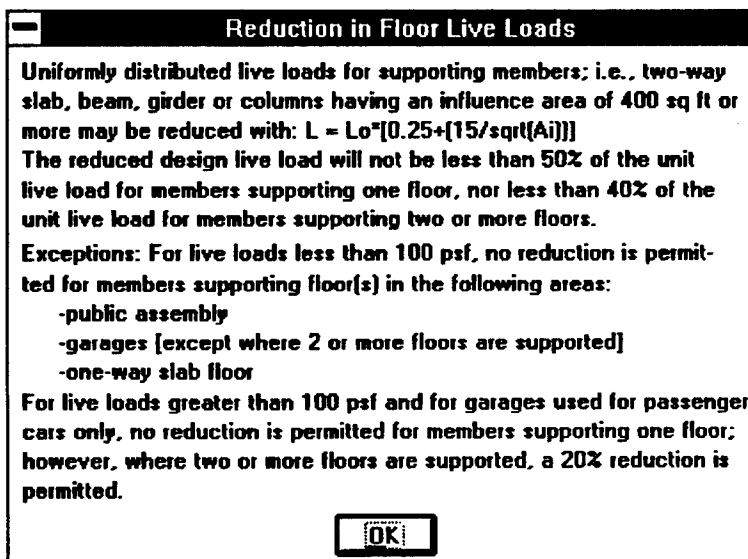 Reduction in Floor Live Loads
Uniformly distributed live loads for supporting members; i.e., two-way
slab, beam, girder or columns having an influence area of 400 sq ft or
more may be reduced with: L = Lo*[0.25+(15/sqrt(Ai))]
The reduced design live load will not be less than 50% of the unit
live load for members supporting one floor, nor less than 40% of the
unit live load for members supporting two or more floors.
Exceptions: For live loads less than 100 psf, no reduction is permit-
ted for members supporting floor(s) in the following areas:
-public assembly
-garages [except where 2 or more floors are supported]
-one-way slab floor
For live loads greater than 100 psf and for garages used for passenger
cars only, no reduction is permitted for members supporting one floor;
however, where two or more floors are supported, a 20% reduction is
permitted.
OK